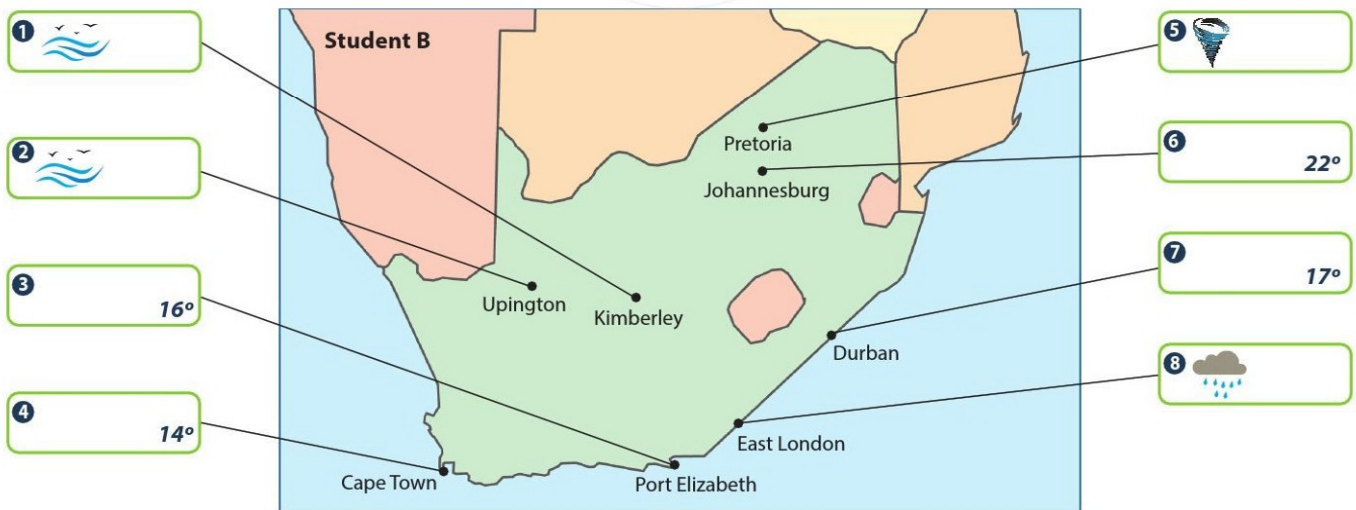 1
Student B
5
Pretoria
2
6
22º
Johannesburg
3
16º
Upington
Kimberley
7
17º
Durban
8
4
14º
East London
Cape Town
Port Elizabeth